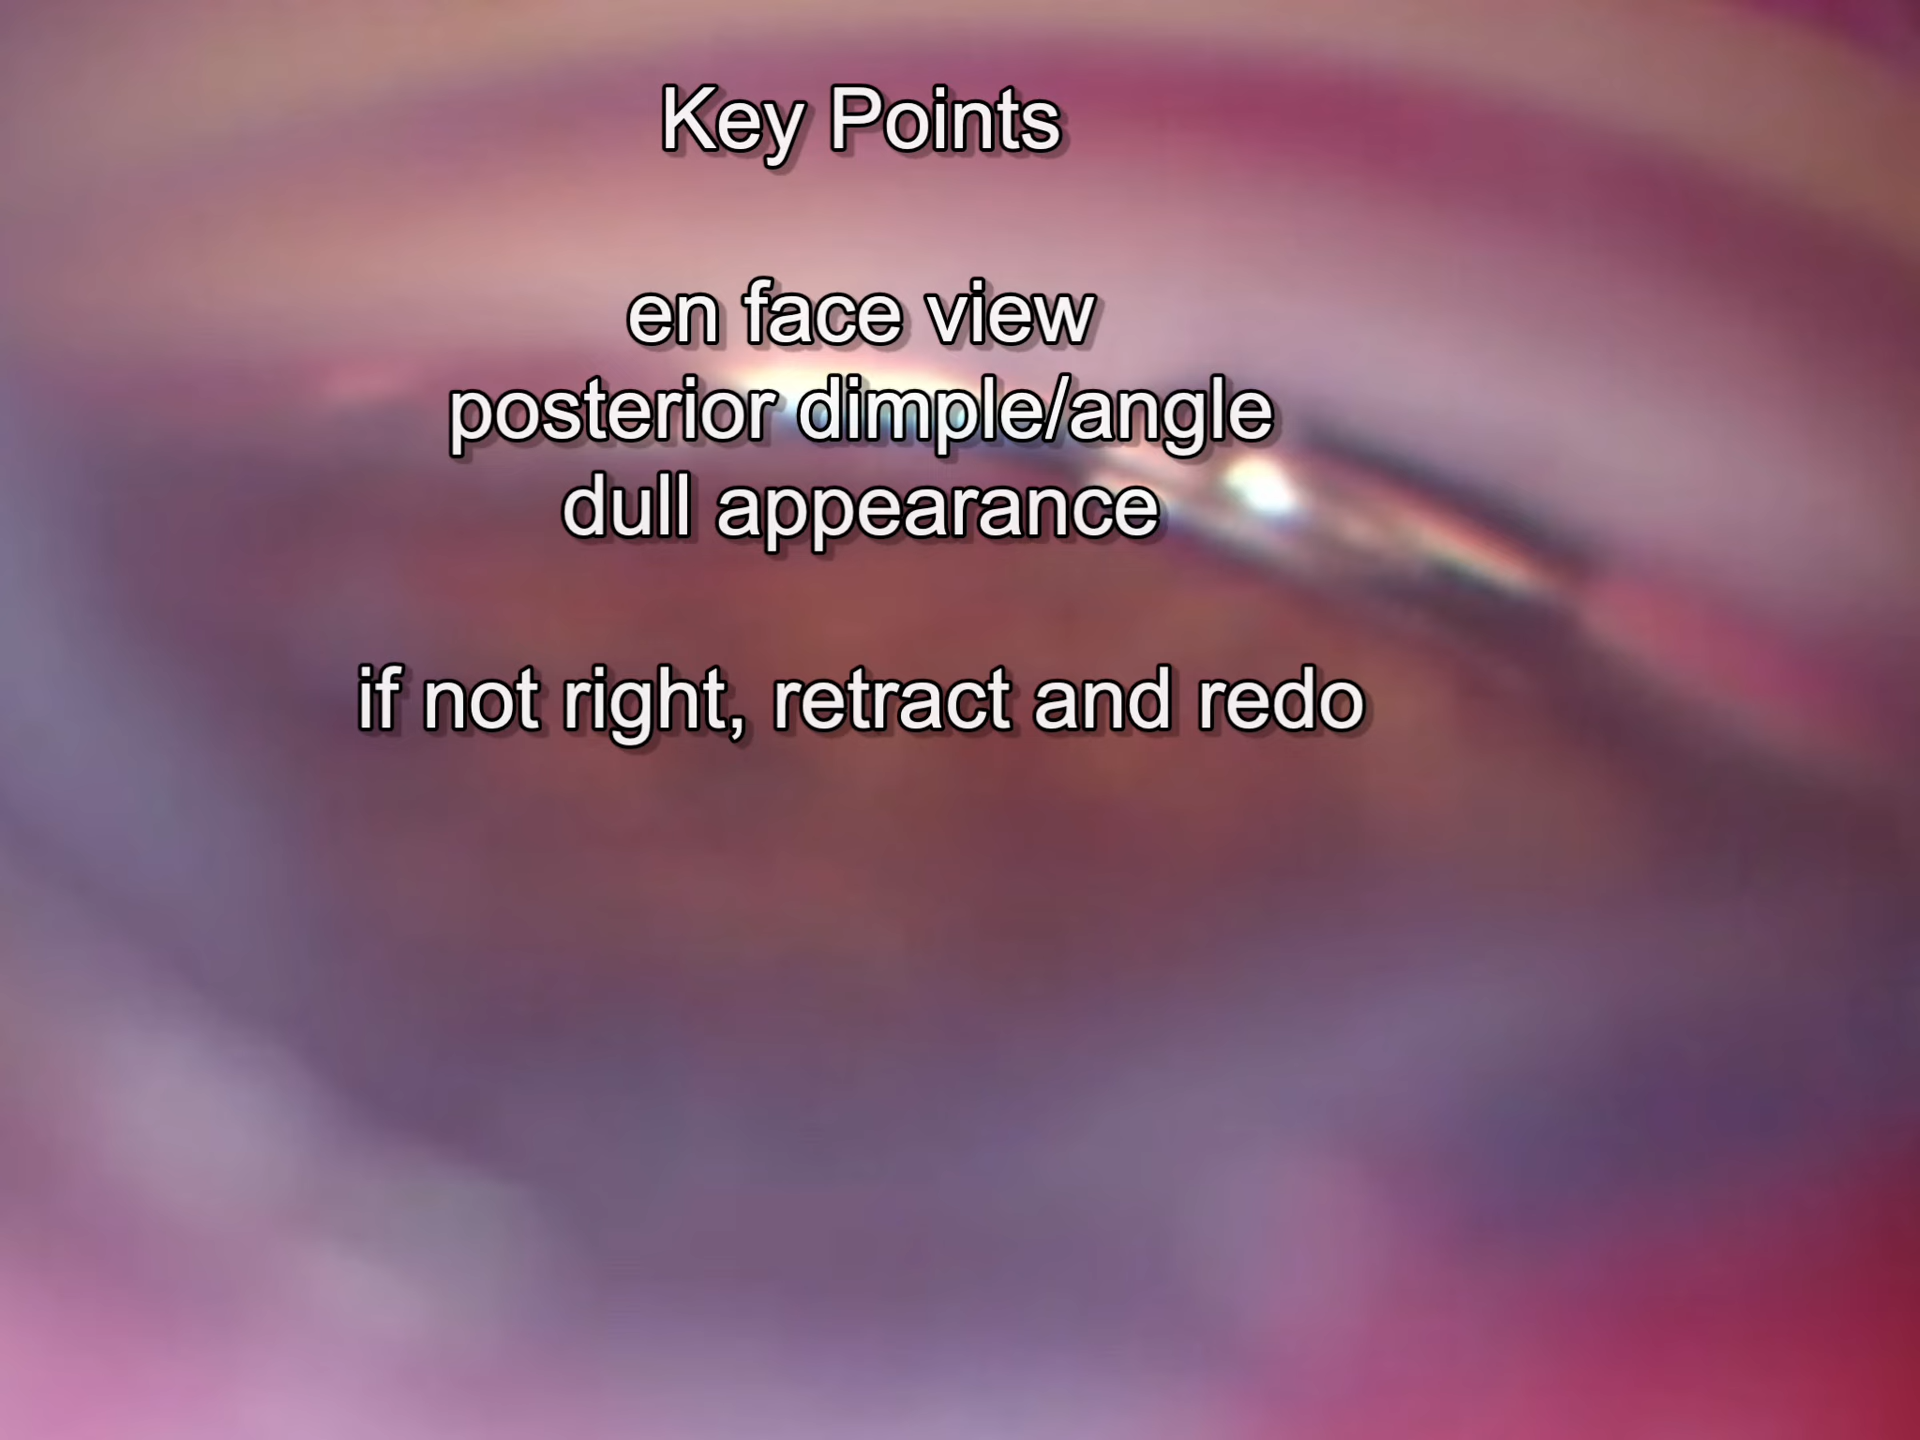 Key Points
en face view
posterior dimple/angle
dull appearance
if not right, retract and redo